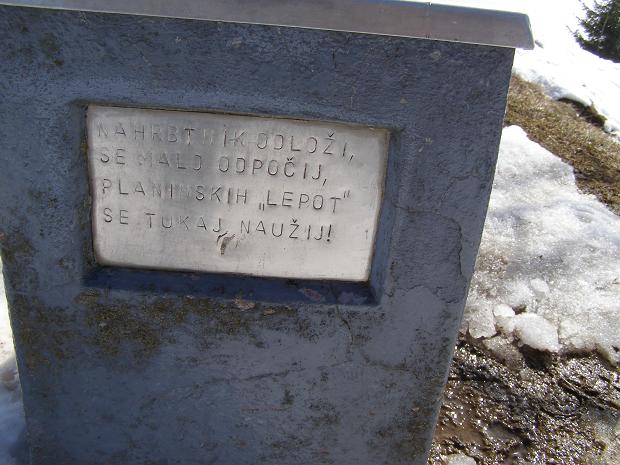 NAHRBTNIK ODLOŽI,
SE MALO ODPOČIJ,
PLANINSKIH „LEPOT"
SE TUKAJ NAUŽIJ!